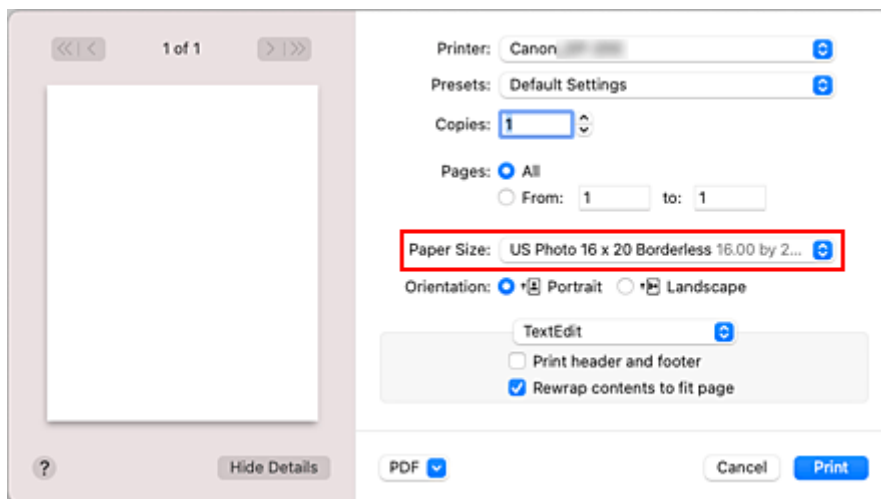 1 of 1
Printer: Canon
Presets: Default Settings
Copies: 1
Pages: All
From: 1 to: 1
Paper Size: US Photo 16 x 20 Borderless 16.00 by 2...
Orientation: Portrait Landscape
TextEdit
Print header and footer
Rewrap contents to fit page
? Hide Details PDF Cancel Print